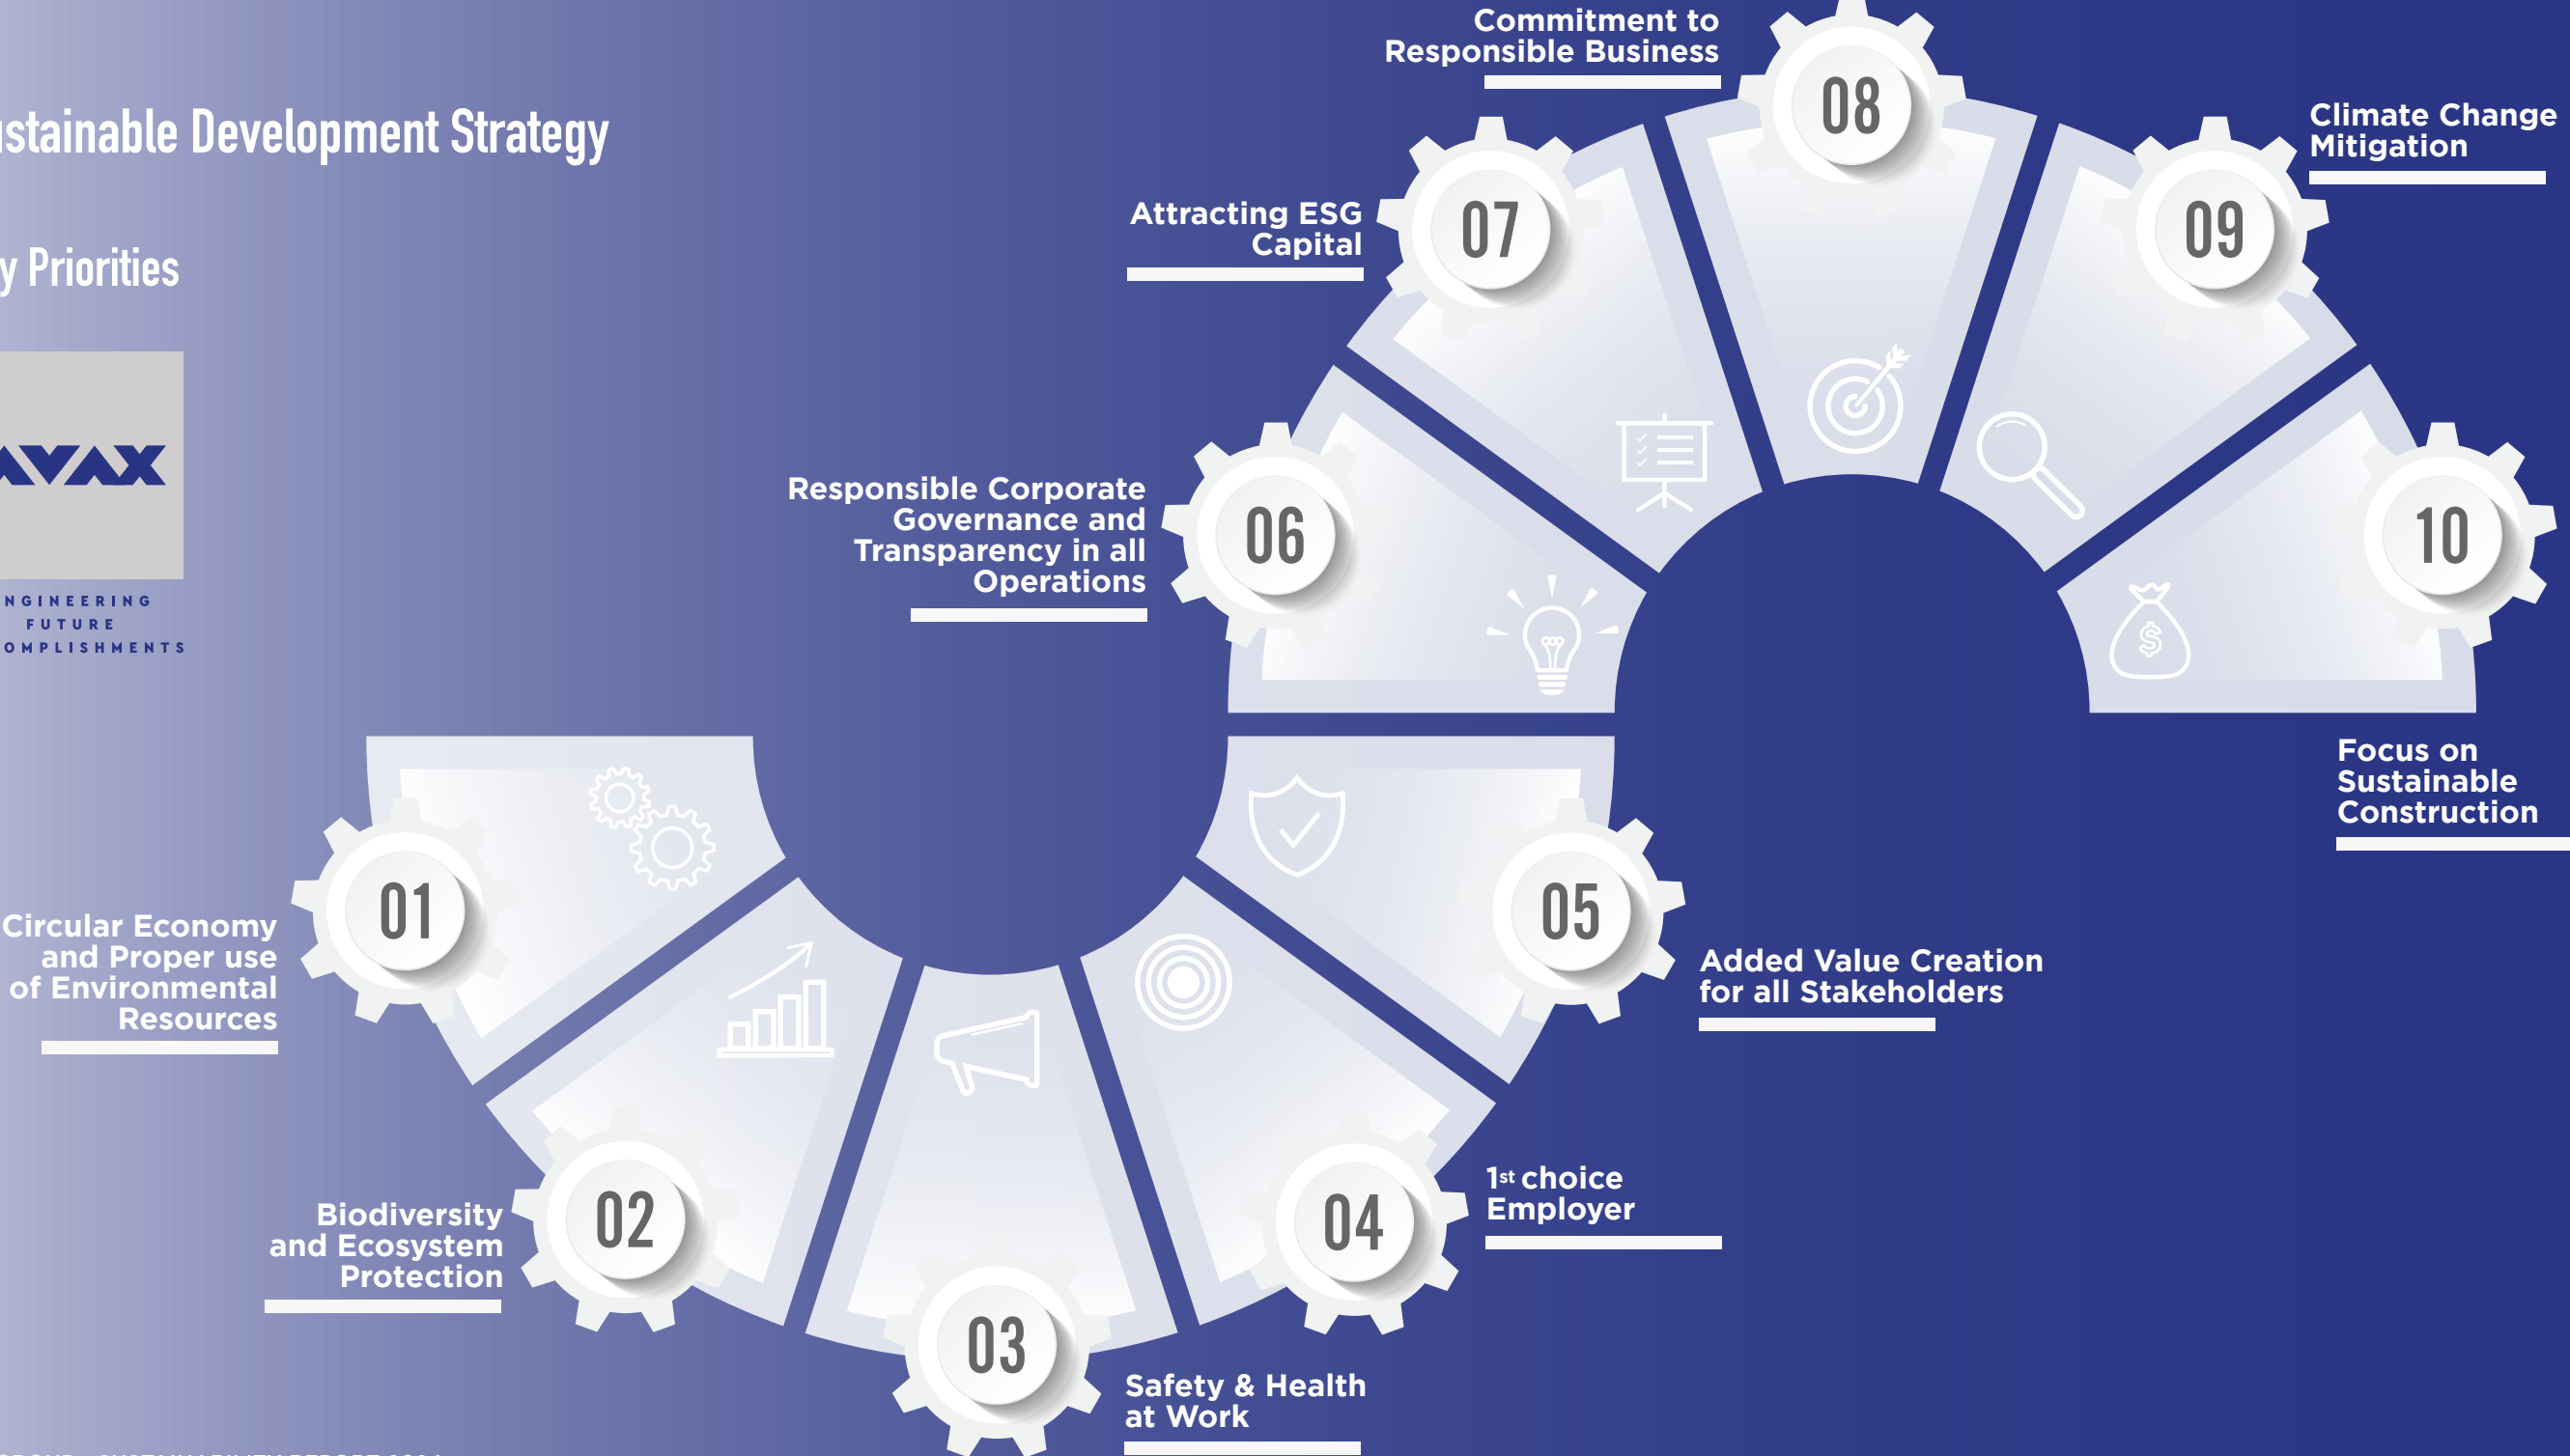 ustainable Development Strategy
y Priorities
AVAX
NGINEERING
FUTURE
OMPLISHMENTS
01
Circular Economy
and Proper use
of Environmental
Resources
02
Biodiversity
and Ecosystem
Protection
03
Safety & Health
at Work
04
1st choice
Employer
05
Added Value Creation
for all Stakeholders
06
Responsible Corporate
Governance and
Transparency in all
Operations
07
Attracting ESG
Capital
08
Commitment to
Responsible Business
09
Climate Change
Mitigation
10
Focus on
Sustainable
Construction
$